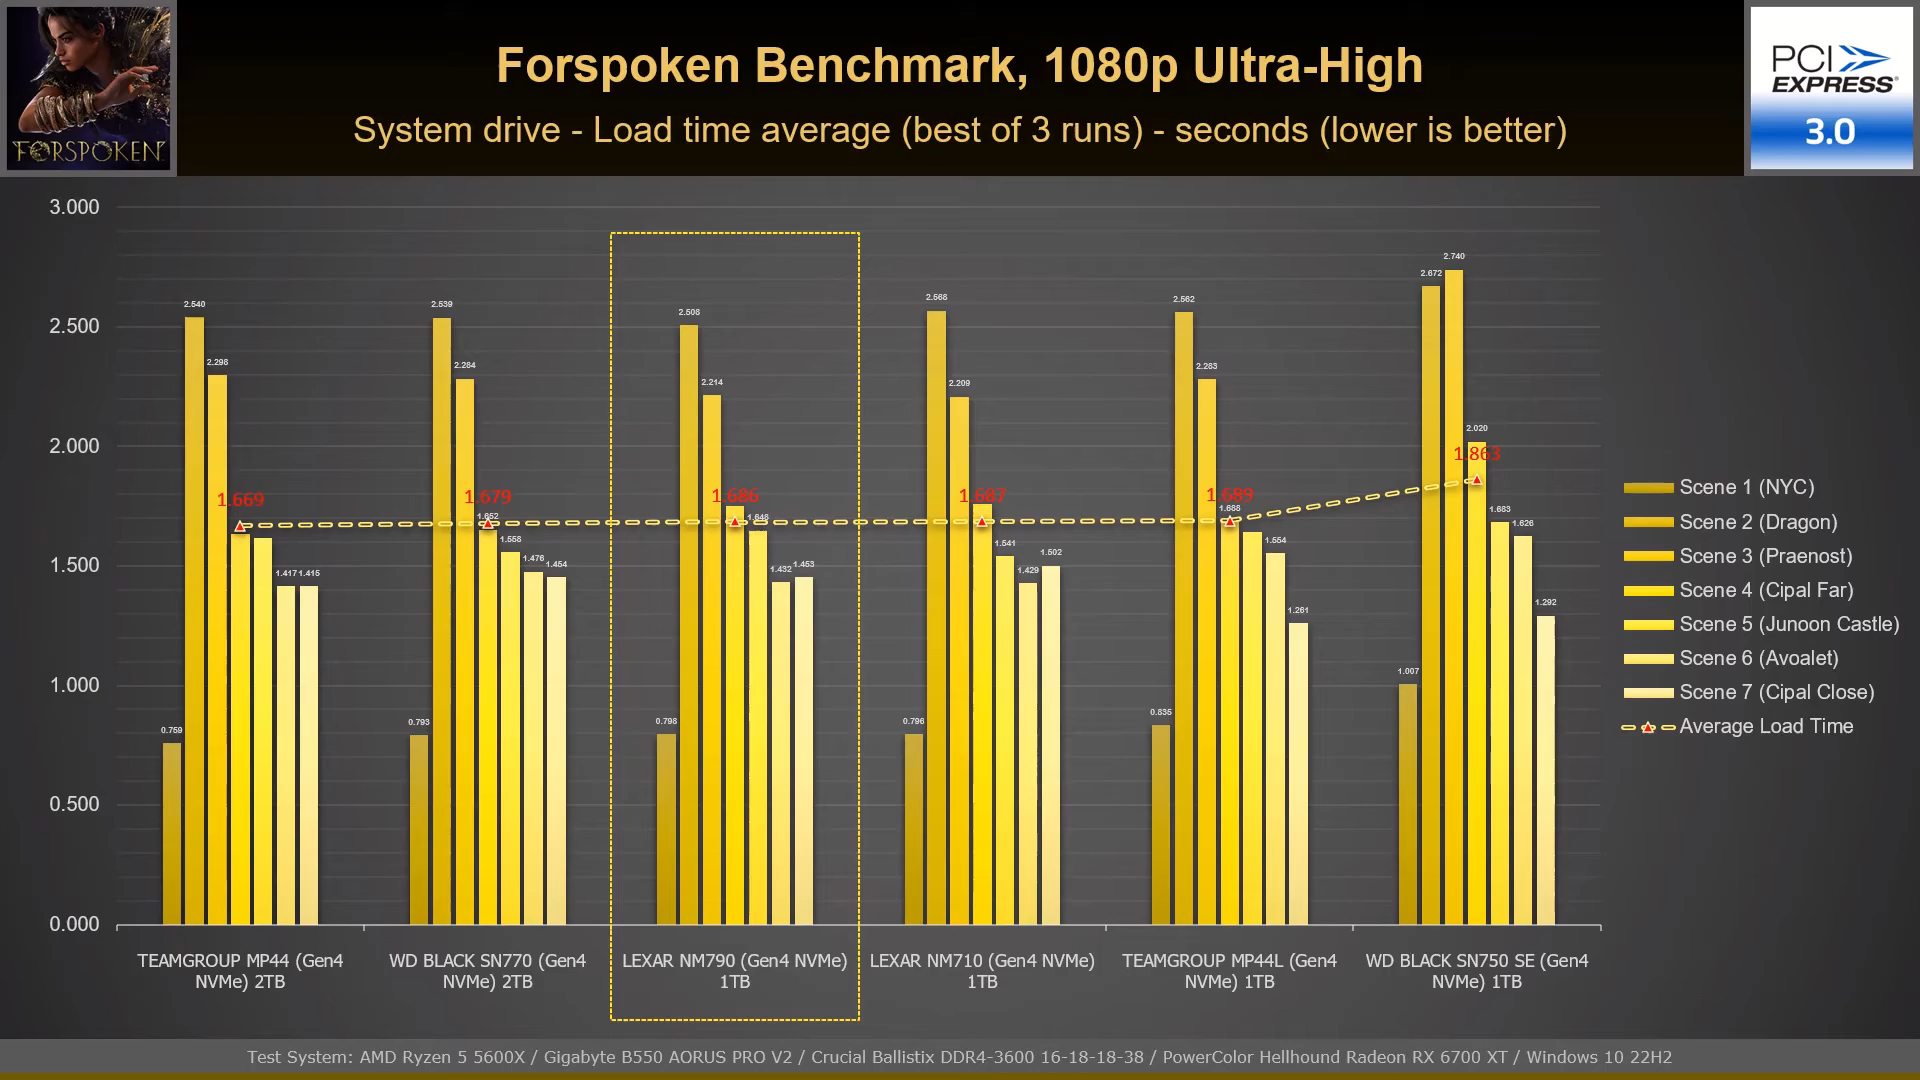 FORSPOKEN
Forspoken Benchmark, 1080p Ultra-High
System drive - Load time average (best of 3 runs) - seconds (lower is better)
PCI
EXPRESS®
3.0
3.000
2.500
2.000
1.500
1.000
0.500
0.000
0.759
2.540
2.298
1.669
1.417
1.415
0.793
2.539
2.284
1.679
1.652
1.558
1.476
1.454
0.798
2.508
2.214
1.686
1.648
1.432
1.453
0.796
2.568
2.209
1.687
1.541
1.429
1.502
0.835
2.562
2.283
1.689
1.688
1.554
1.261
1.007
2.672
2.740
2.020
1.863
1.683
1.626
1.292
TEAMGROUP MP44 (Gen4
NVMe) 2TB
WD BLACK SN770 (Gen4
NVMe) 2TB
LEXAR NM790 (Gen4 NVMe)
1TB
LEXAR NM710 (Gen4 NVMe)
1TB
TEAMGROUP MP44L (Gen4
NVMe) 1TB
WD BLACK SN750 SE (Gen4
NVMe) 1TB
Scene 1 (NYC)
Scene 2 (Dragon)
Scene 3 (Praenost)
Scene 4 (Cipal Far)
Scene 5 (Junoon Castle)
Scene 6 (Avoalet)
Scene 7 (Cipal Close)
Average Load Time
Test System: AMD Ryzen 5 5600X / Gigabyte B550 AORUS PRO V2 / Crucial Ballistix DDR4-3600 16-18-18-38 / PowerColor Hellhound Radeon RX 6700 XT / Windows 10 22H2